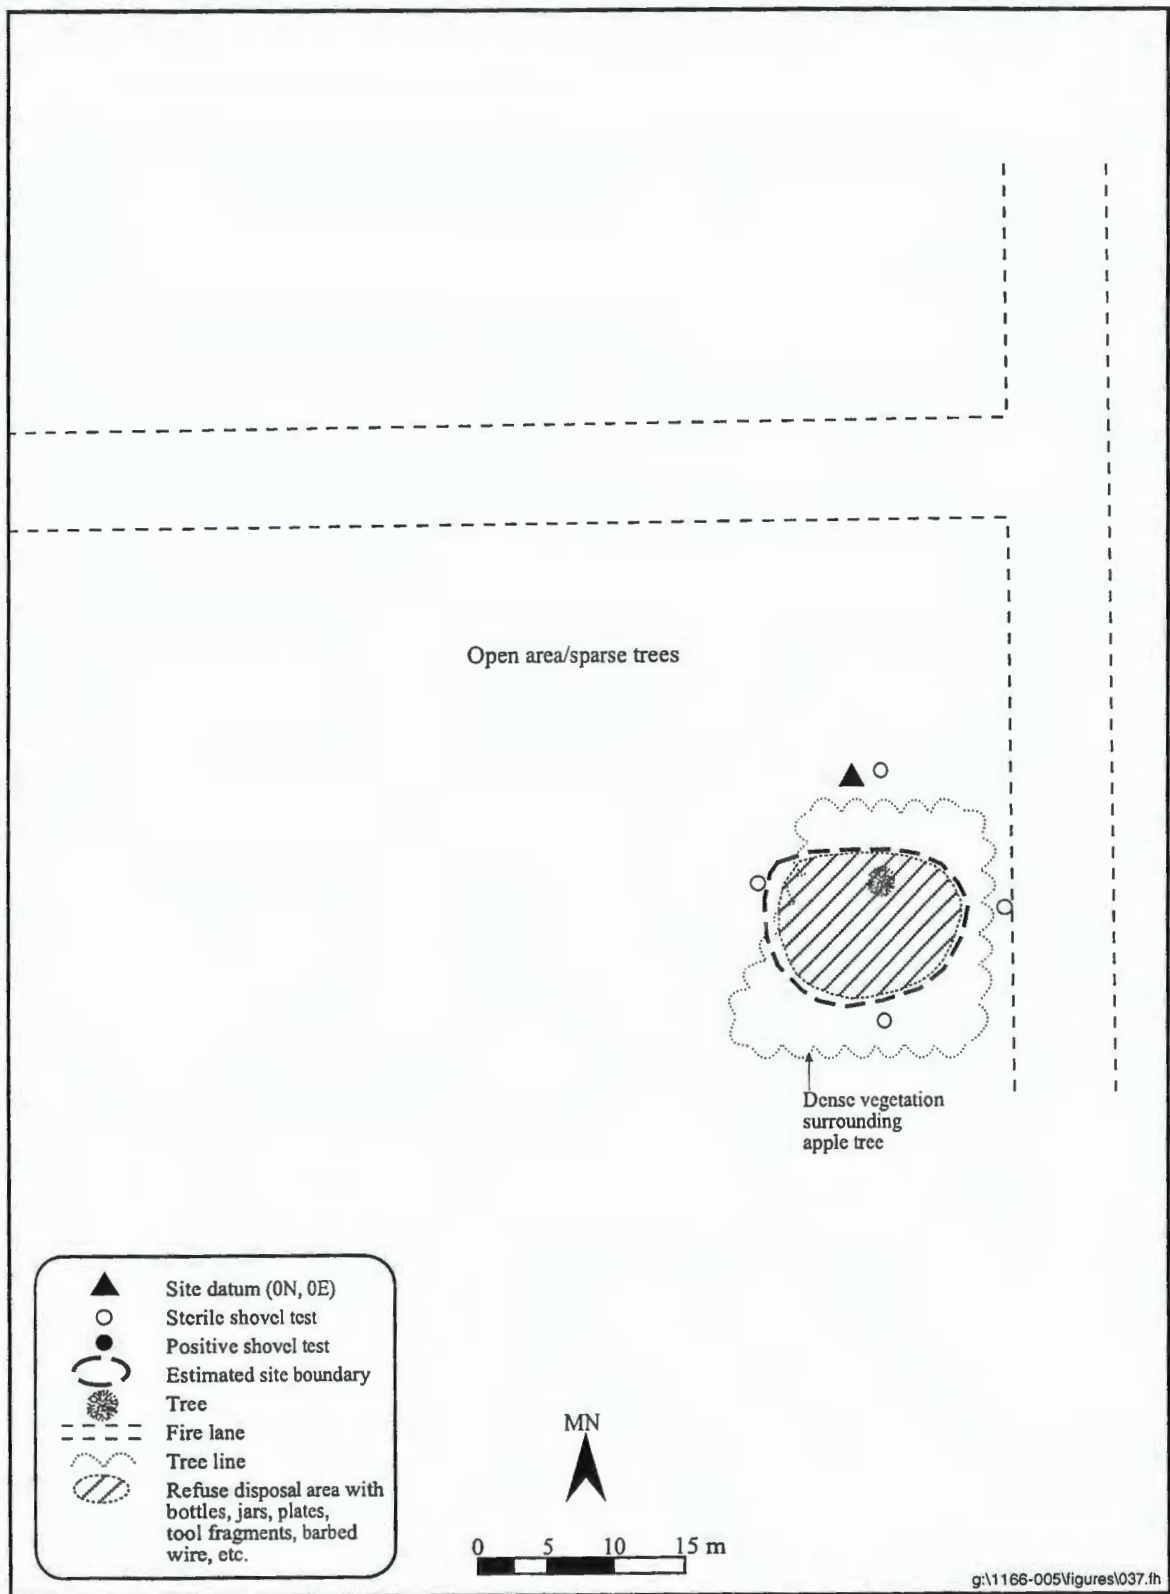 Open area/sparse trees
Dense vegetation
surrounding
apple tree
Site datum (0N, 0E)
Sterile shovel test
Positive shovel test
Estimated site boundary
Tree
Fire lane
Tree line
Refuse disposal area with
bottles, jars, plates,
tool fragments, barbed
wire, etc.
MN
0 5 10 15 m
g:\1166-005\figures\037.fh